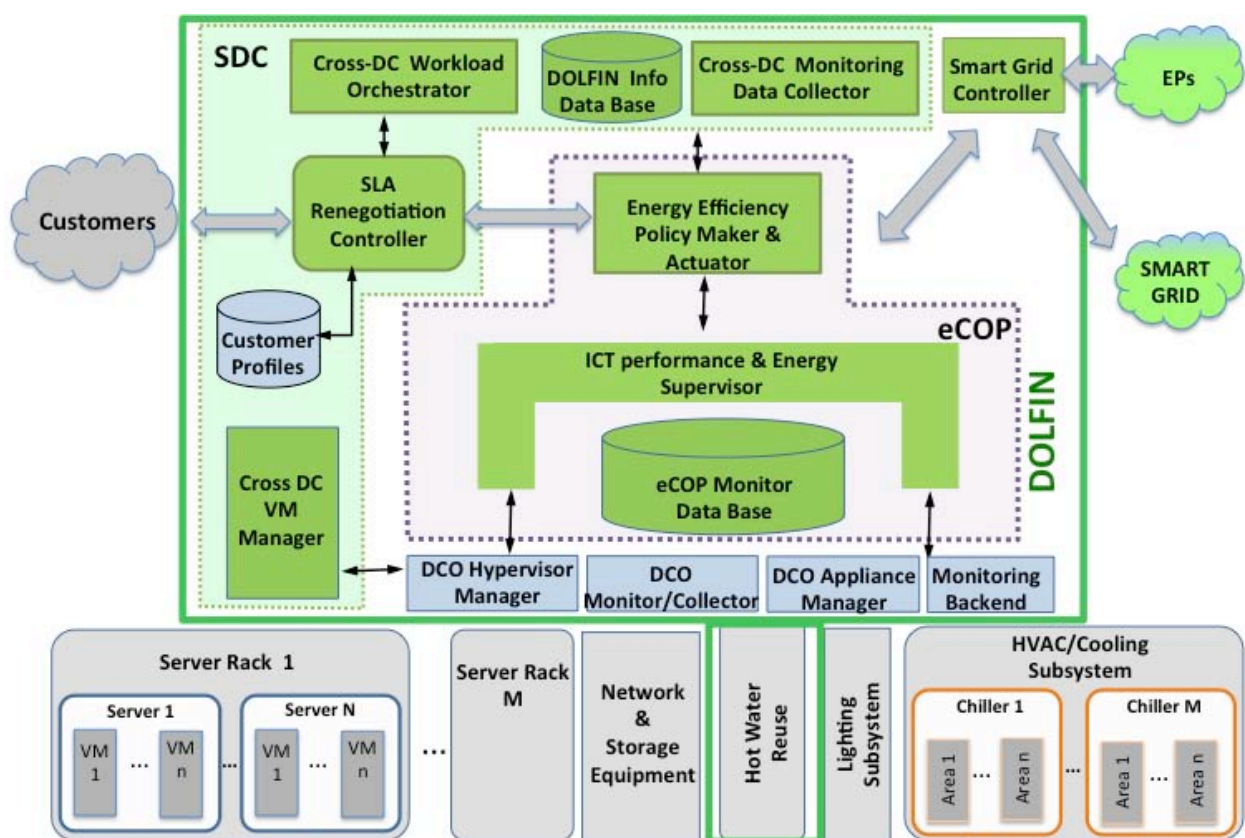 SDC
Cross-DC Workload
Orchestrator
DOLFIN Info
Data Base
Cross-DC Monitoring
Data Collector
Smart Grid
Controller
EPs
Customers
SLA
Renegotiation
Controller
Energy Efficiency
Policy Maker &
Actuator
SMART
GRID
Customer
Profiles
eCOP
ICT performance & Energy
Supervisor
DOLFIN
Cross DC
VM
Manager
eCOP Monitor
Data Base
DCO Hypervisor
Manager
DCO
Monitor/Collector
DCO Appliance
Manager
Monitoring
Backend
Server Rack 1
Server 1
VM
1
...
VM
n
...
Server N
VM
1
...
VM
n
...
Server Rack
M
Network
&
Storage
Equipment
Hot Water
Reuse
Lighting
Subsystem
HVAC/Cooling
Subsystem
Chiller 1
Area 1
...
Area n
...
Chiller M
Area 1
...
Area n